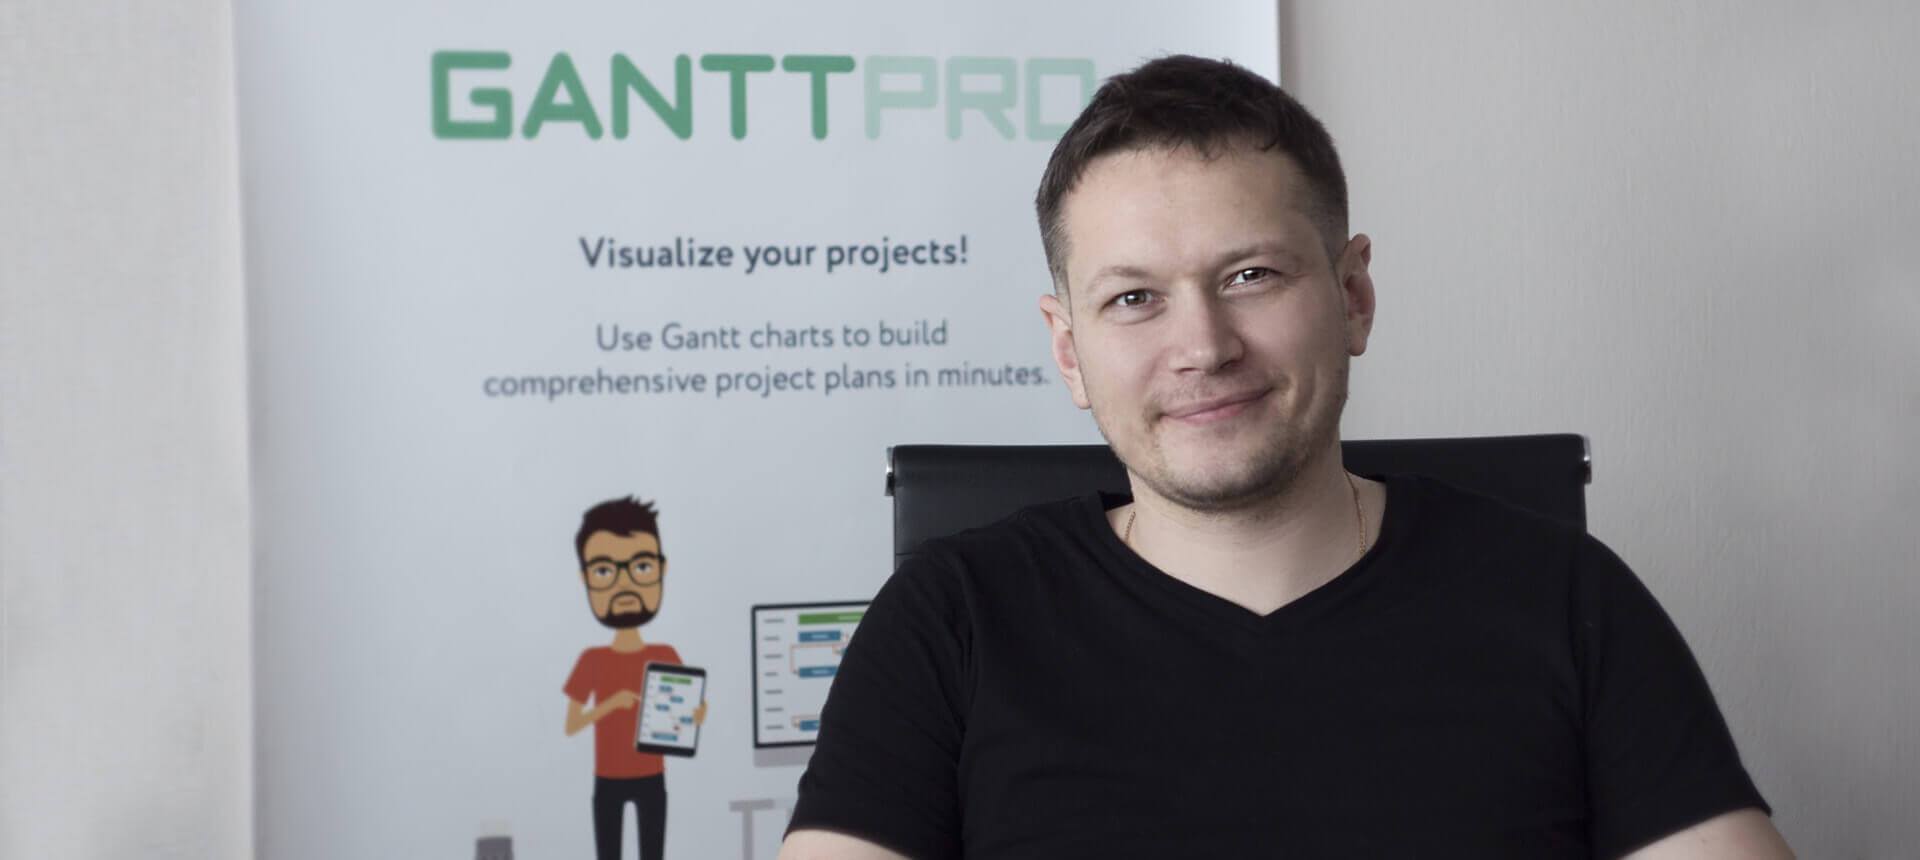 GANTTPRO
Visualize your projects!
Use Gantt charts to build
comprehensive project plans in minutes.